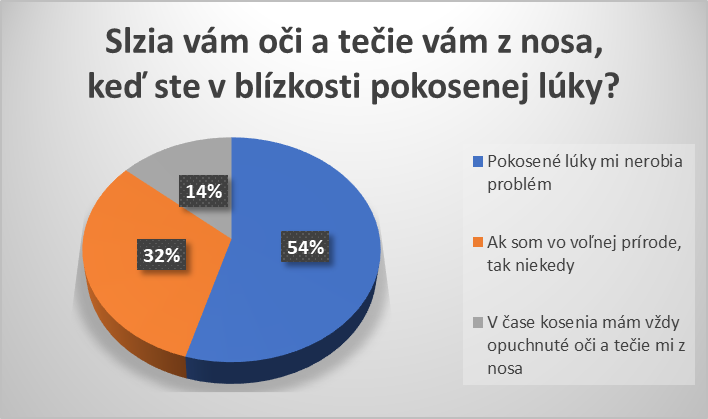 Slzia vám oči a tečie vám z nosa,
keď ste v blízkosti pokosenej lúky?
14%
54%
32%
Pokosené lúky mi nerobia
problém
Ak som vo voľnej prírode,
tak niekedy
V čase kosenia mám vždy
opuchnuté oči a tečie mi z
nosa